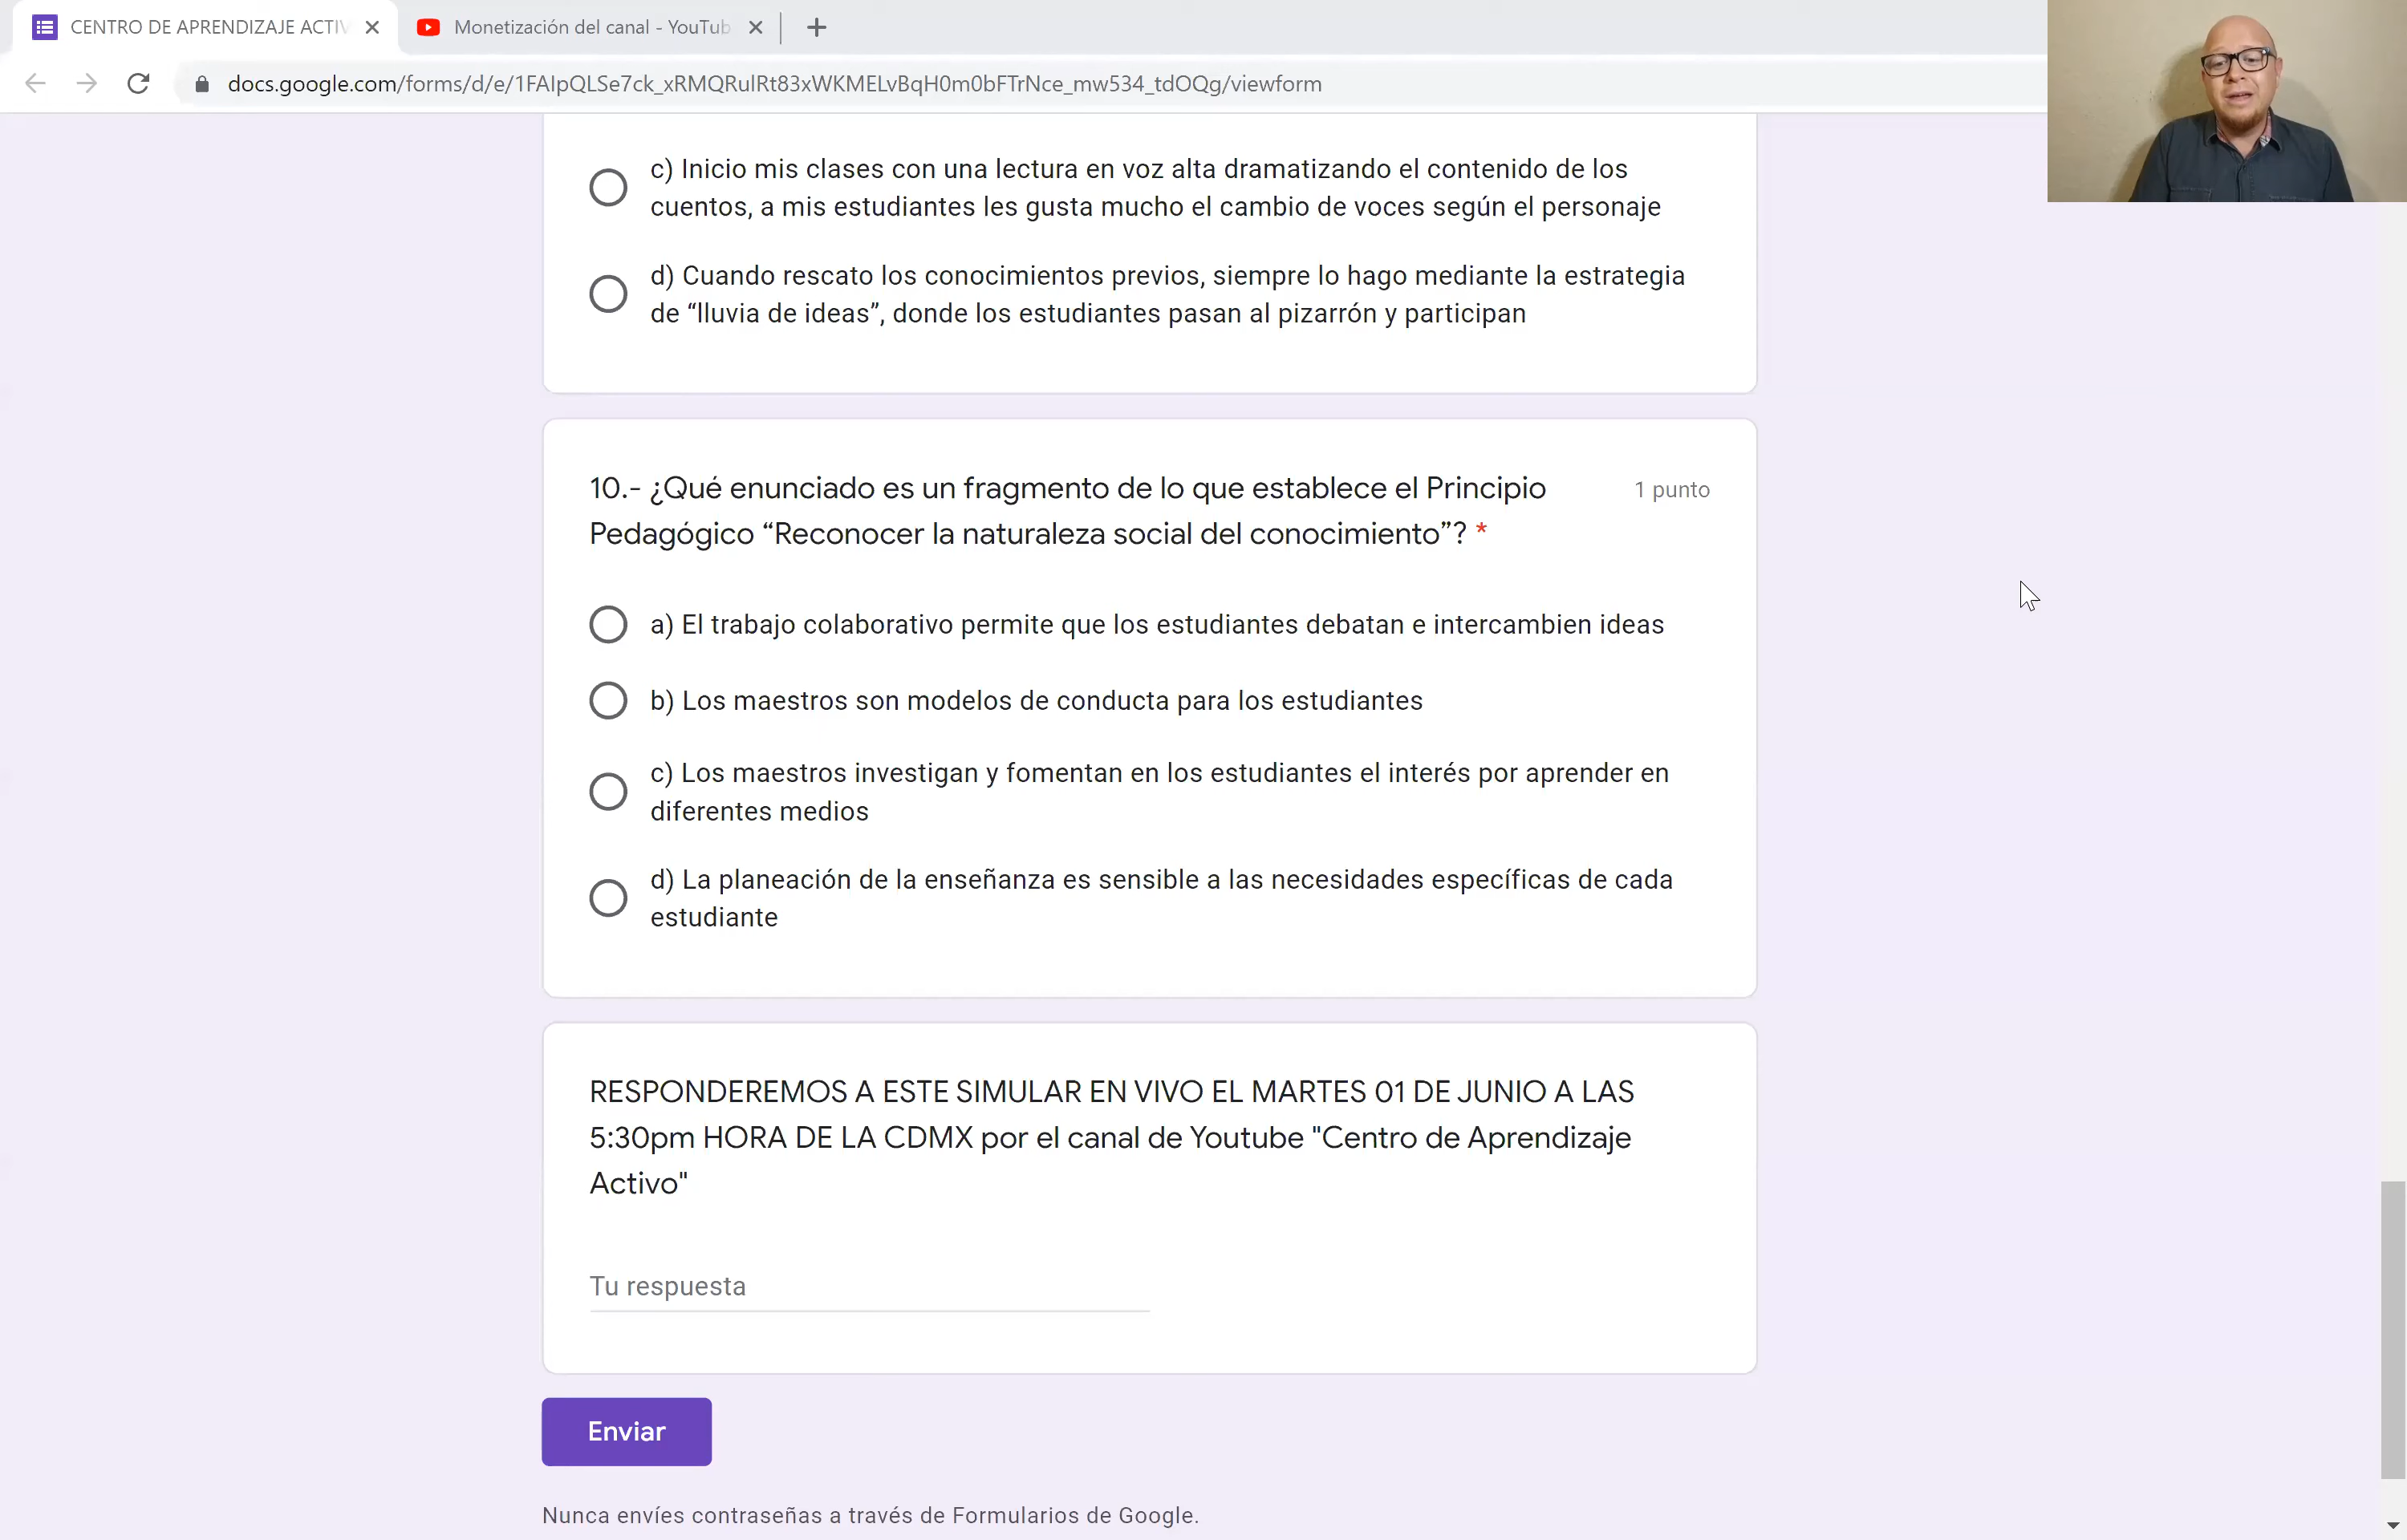 CENTRO DE APRENDIZAJE ACTIV
Monetización del canal - YouTub
docs.google.com/forms/d/e/1FAIpQLSe7ck_xRMQRulRt83xWKMELvBqH0m0bFTrNce_mw534_tdOQg/viewform
c) Inicio mis clases con una lectura en voz alta dramatizando el contenido de los
cuentos, a mis estudiantes les gusta mucho el cambio de voces según el personaje
d) Cuando rescato los conocimientos previos, siempre lo hago mediante la estrategia
de “lluvia de ideas”, donde los estudiantes pasan al pizarrón y participan
10.- ¿Qué enunciado es un fragmento de lo que establece el Principio
Pedagógico “Reconocer la naturaleza social del conocimiento”? *
1 punto
a) El trabajo colaborativo permite que los estudiantes debatan e intercambien ideas
b) Los maestros son modelos de conducta para los estudiantes
c) Los maestros investigan y fomentan en los estudiantes el interés por aprender en
diferentes medios
d) La planeación de la enseñanza es sensible a las necesidades específicas de cada
estudiante
RESPONDEREMOS A ESTE SIMULAR EN VIVO EL MARTES 01 DE JUNIO A LAS
5:30pm HORA DE LA CDMX por el canal de Youtube "Centro de Aprendizaje
Activo"
Tu respuesta
Enviar
Nunca envíes contraseñas a través de Formularios de Google.